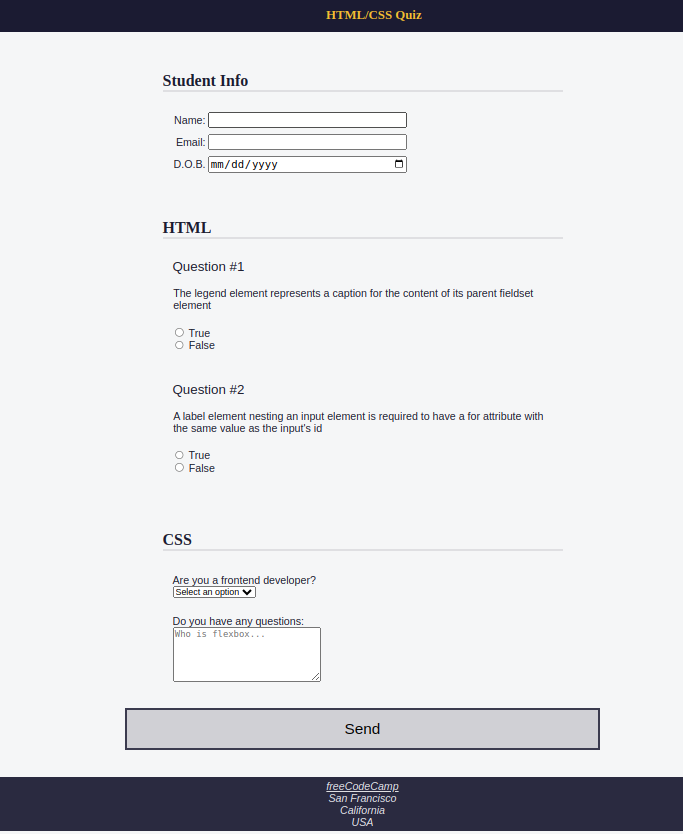 HTML/CSS Quiz
Student Info
Name:
Email:
D.O.B.
mm/dd/yyyy
HTML
Question #1
The legend element represents a caption for the content of its parent fieldset
element
True
False
Question #2
A label element nesting an input element is required to have a for attribute with
the same value as the input's id
True
False
CSS
Are you a frontend developer?
Select an option
Do you have any questions:
Who is flexbox...
Send
freeCodeCamp
San Francisco
California
USA